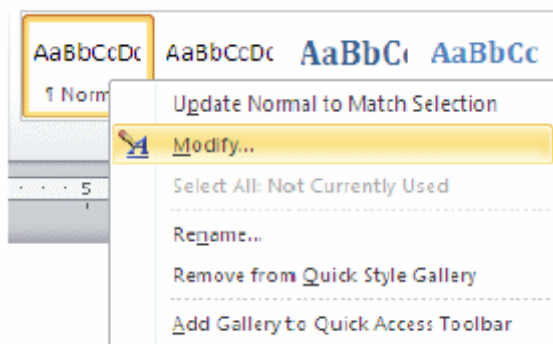 AaBbCcDc AaBbCcDc AaBbC AaBbCc
¶ Norm
Update Normal to Match Selection
Modify...
5
Select All: Not Currently Used
Rename...
Remove from Quick Style Gallery
Add Gallery to Quick Access Toolbar